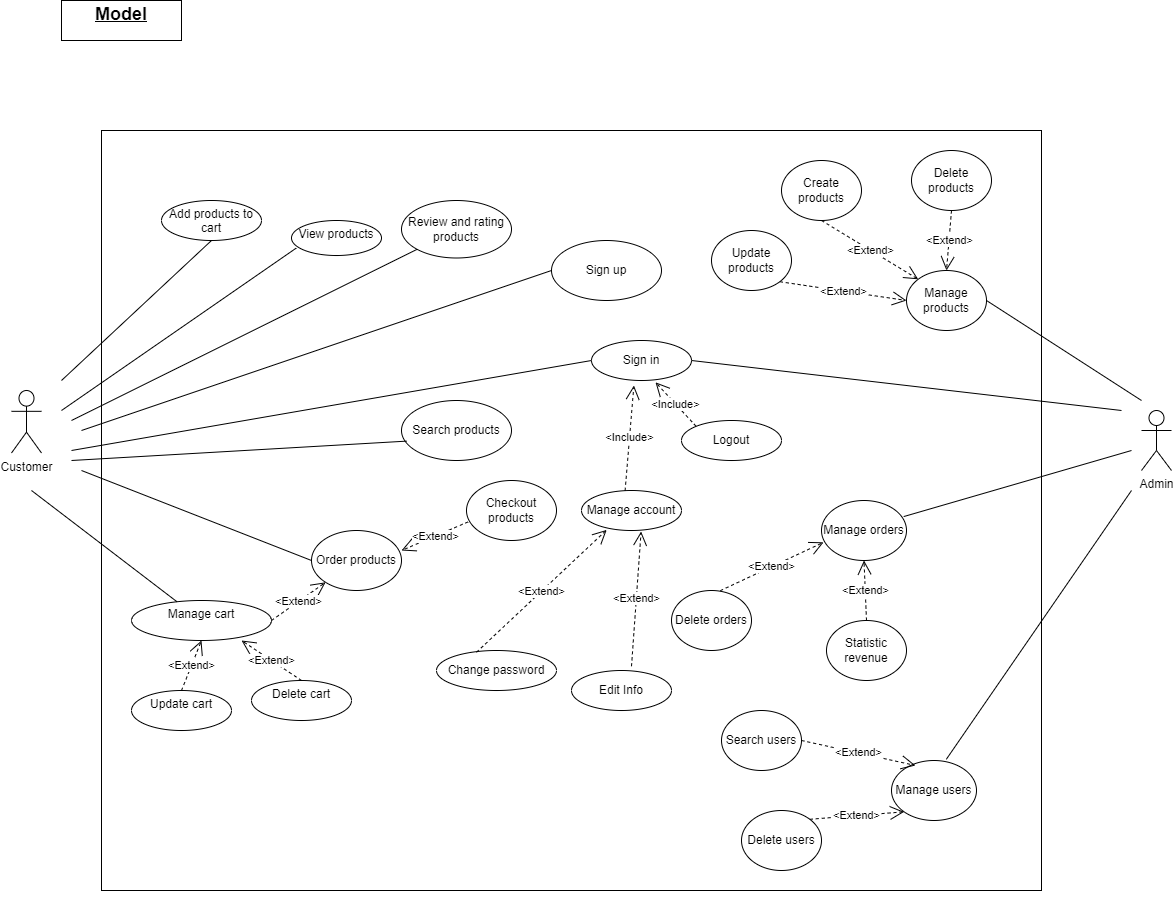 Model
Delete
products
Create
products
Add products to
cart
Review and rating
products
View products
<Extend>
<Extend>
Update
products
Sign up
<Extend>
Manage
products
Sign in
<Include>
Search products
<Include>
Logout
Customer
Admin
Checkout
products
Manage account
Manage orders
<Extend>
Order products
<Extend>
<Extend>
<Extend>
<Extend>
<Extend>
Manage cart
Delete orders
Statistic
revenue
<Extend>
<Extend>
Change password
Update cart
Delete cart
Edit Info
Search users
<Extend>
Manage users
<Extend>
Delete users